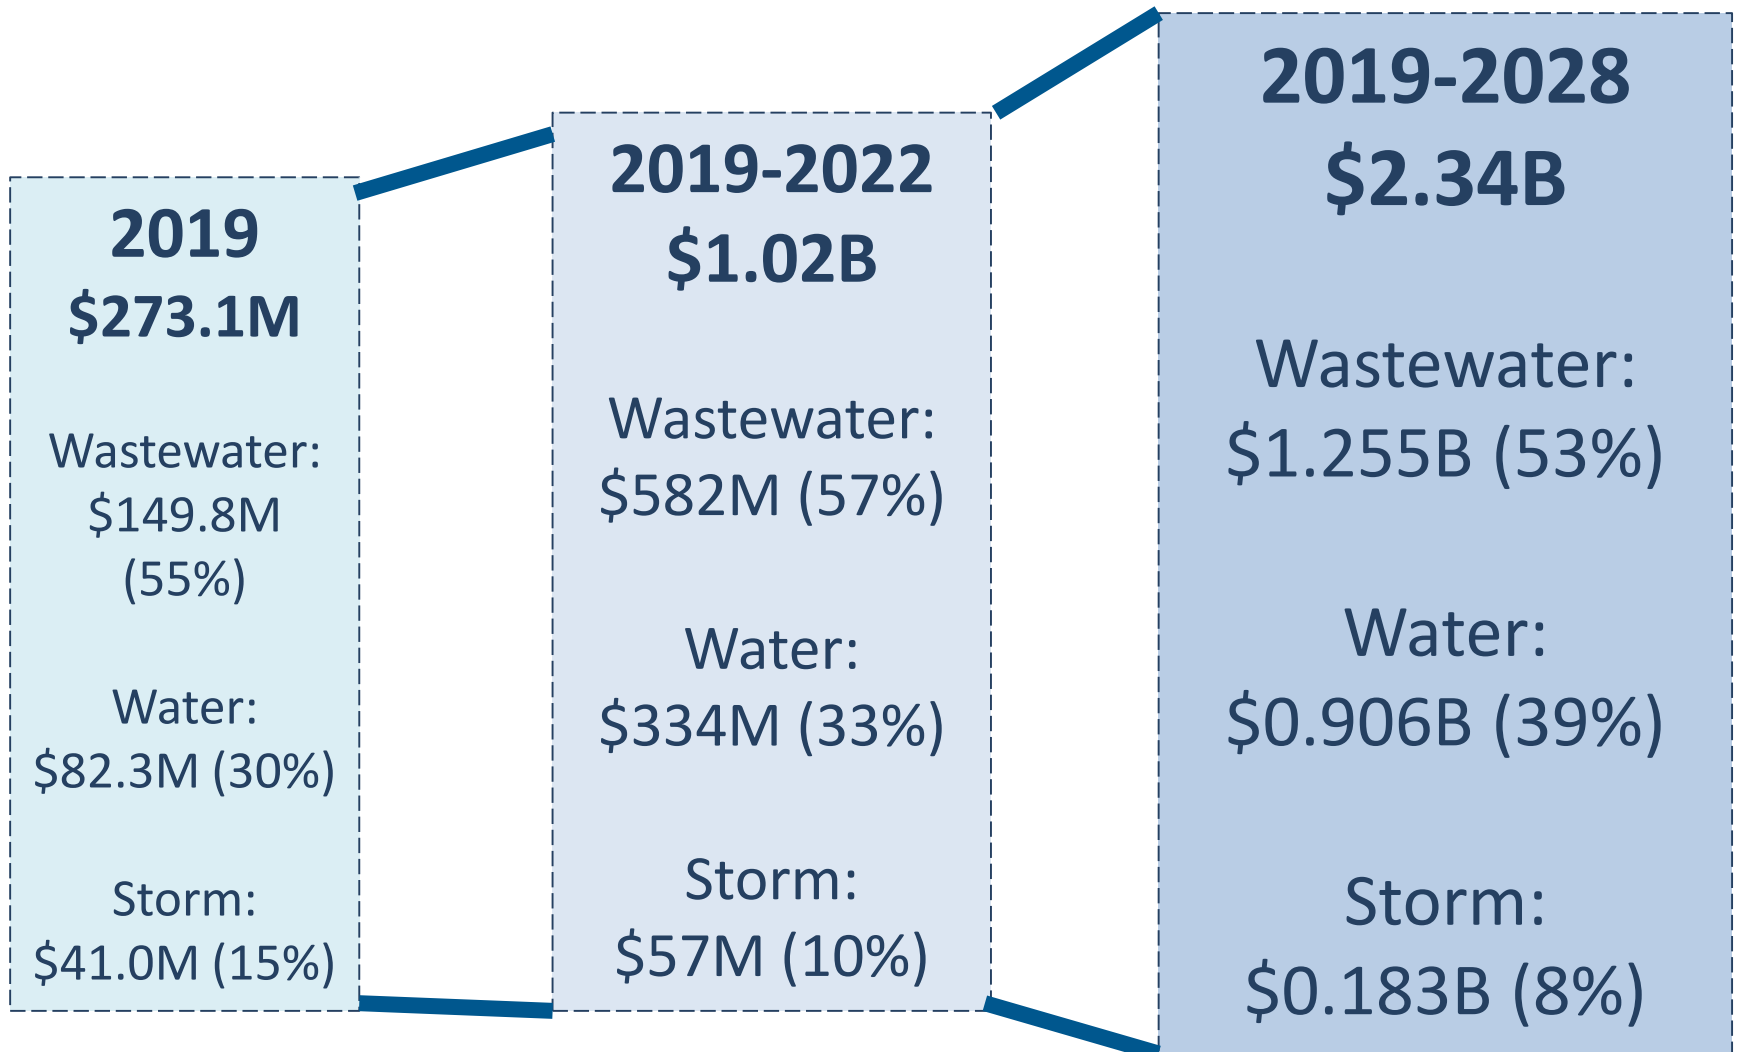 2019
$273.1M
Wastewater:
$149.8M
(55%)
Water:
$82.3M (30%)
Storm:
$41.0M (15%)
2019-2022
$1.02B
Wastewater:
$582M (57%)
Water:
$334M (33%)
Storm:
$57M (10%)
2019-2028
$2.34B
Wastewater:
$1.255B (53%)
Water:
$0.906B (39%)
Storm:
$0.183B (8%)